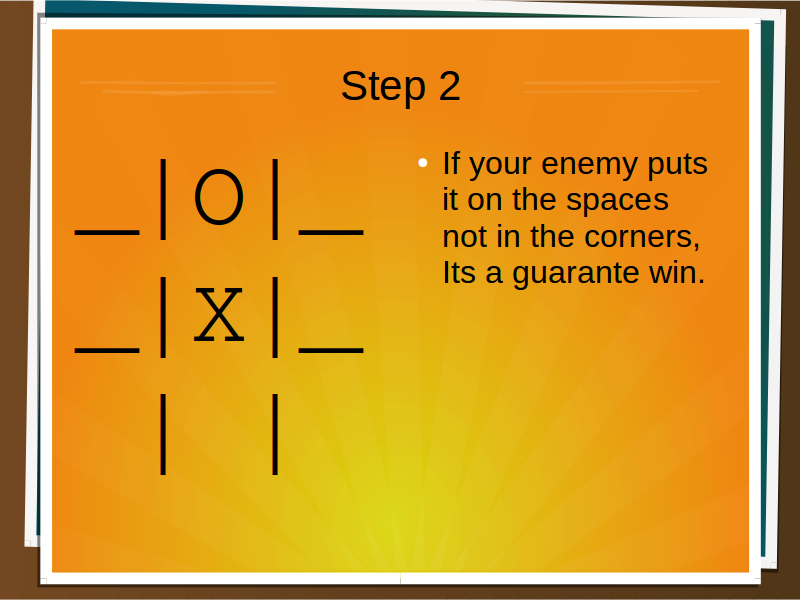 Step 2
__|O|__
__|X|__
| |
• If your enemy puts
it on the spaces
not in the corners,
Its a guarante win.